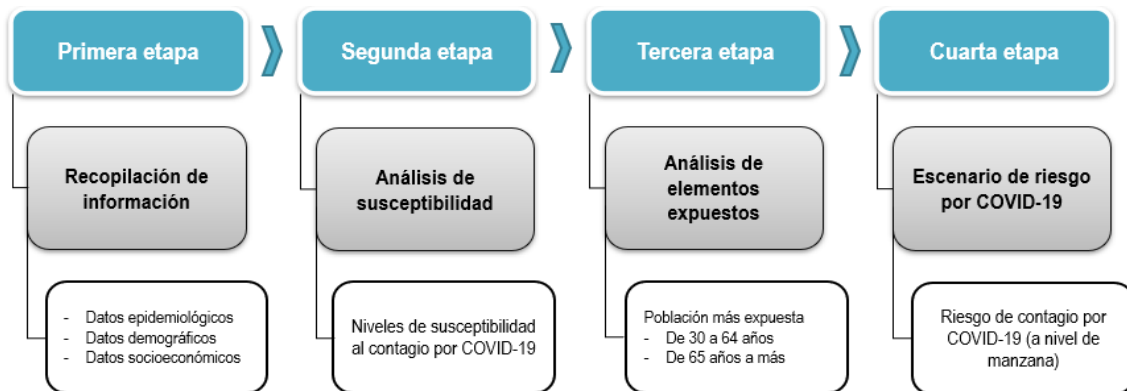 Primera etapa
Segunda etapa
Tercera etapa
Cuarta etapa
Recopilación de
información
Análisis de
susceptibilidad
Análisis de
elementos
expuestos
Escenario de riesgo
por COVID-19
- Datos epidemiológicos
- Datos demográficos
- Datos socioeconómicos
Niveles de susceptibilidad
al contagio por COVID-19
Población más expuesta
- De 30 a 64 años
- De 65 años a más
Riesgo de contagio por
COVID-19 (a nivel de
manzana)